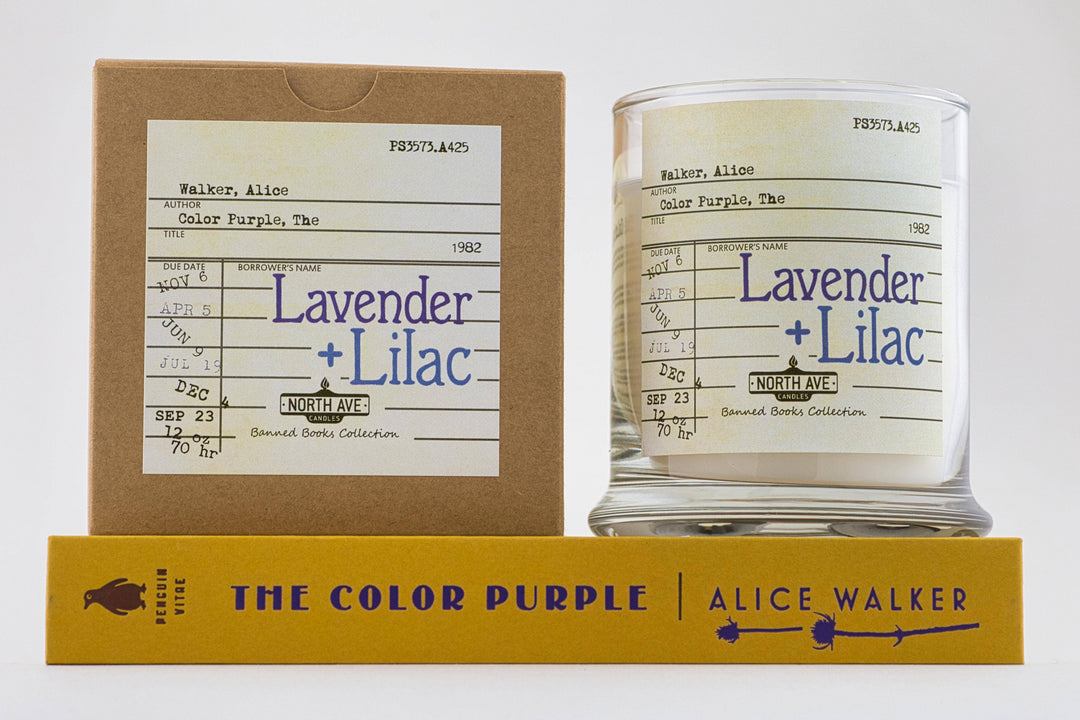 PS3573.A425
Walker, Alice
AUTHOR
Color Purple, The
TITLE
1982
DUE DATE BORROWER'S NAME
NOV 6
APR 5
JUN 9
JUL 19
DEC 4
SEP 23
12 oz
70 hr
Lavender
+Lilac
NORTH AVE
CANDLES
Banned Books Collection
PS3573.A425
Walker, Alice
AUTHOR
Color Purple, The
TITLE
1982
DUE DATE BORROWER'S NAME
NOV 6
APR 5
JUN 9
JUL 19
DEC 4
SEP 23
12 oz
70 hr
Lavender
+Lilac
NORTH AVE
CANDLES
Banned Books Collection
PENGUIN
VITAE
THE COLOR PURPLE | ALICE WALKER